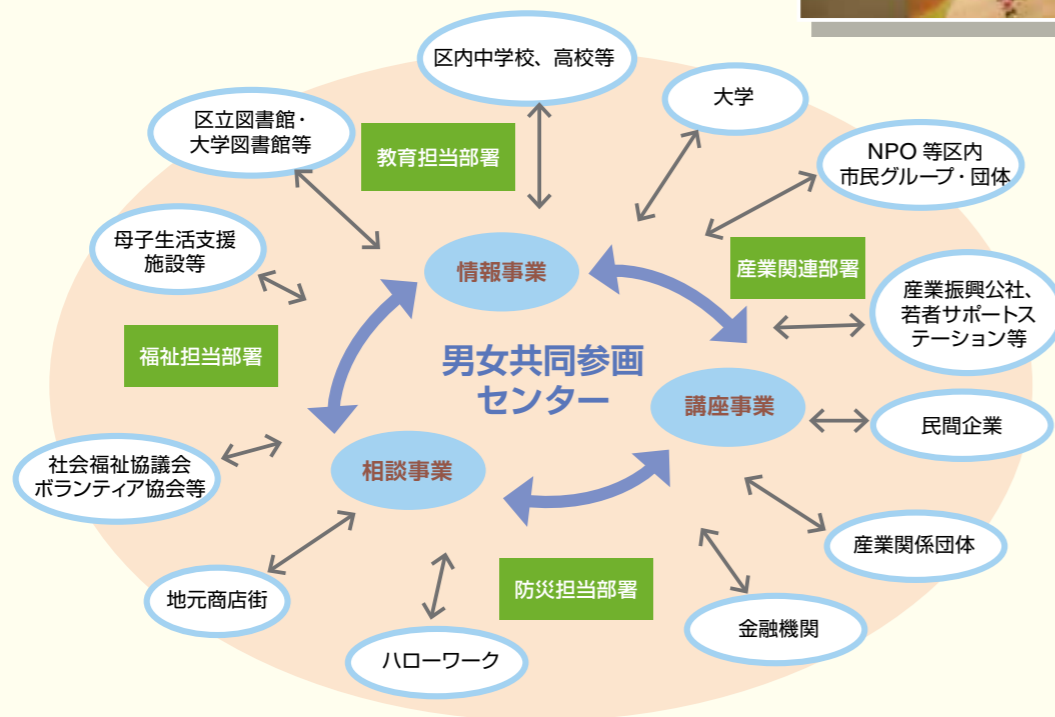 区内中学校、高校等
大学
区立図書館・
大学図書館等
教育担当部署
NPO 等区内
市民グループ・団体
母子生活支援
施設等
情報事業
産業関連部署
産業振興公社、
若者サポートス
テーション等
福祉担当部署
男女共同参画
センター
講座事業
民間企業
社会福祉協議会
ボランティア協会等
相談事業
産業関係団体
地元商店街
防災担当部署
金融機関
ハローワーク